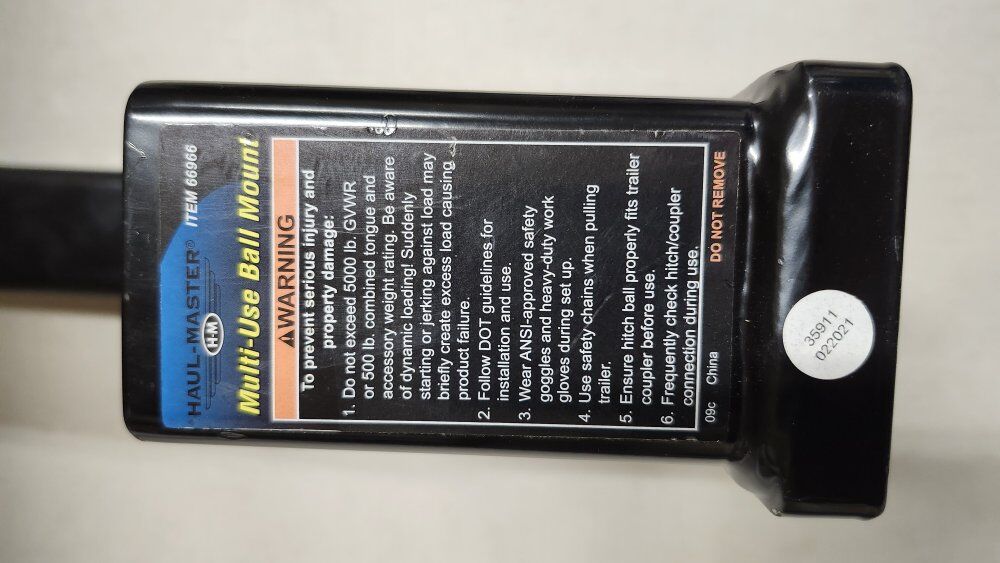 HAUL-MASTER®
H·M
ITEM 66966
Multi-Use Ball Mount
WARNING
To prevent serious injury and
property damage:
1. Do not exceed 5000 lb. GVWR
or 500 lb. combined tongue and
accessory weight rating. Be aware
of dynamic loading! Suddenly
starting or jerking against load may
briefly create excess load causing
product failure.
2. Follow DOT guidelines for
installation and use.
3. Wear ANSI-approved safety
goggles and heavy-duty work
gloves during set up.
4. Use safety chains when pulling
trailer.
5. Ensure hitch ball properly fits trailer
coupler before use.
6. Frequently check hitch/coupler
connection during use.
09c China
DO NOT REMOVE
35911
022021